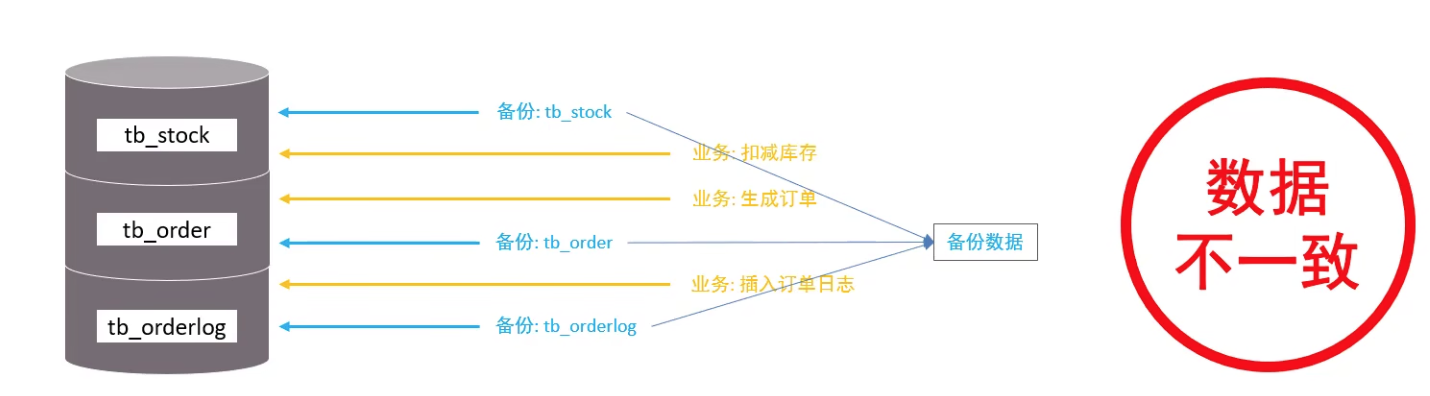 tb_stock
tb_order
tb_orderlog
备份: tb_stock
业务: 扣减库存
业务: 生成订单
备份: tb_order
业务: 插入订单日志
备份: tb_orderlog
备份数据
数据
不一致